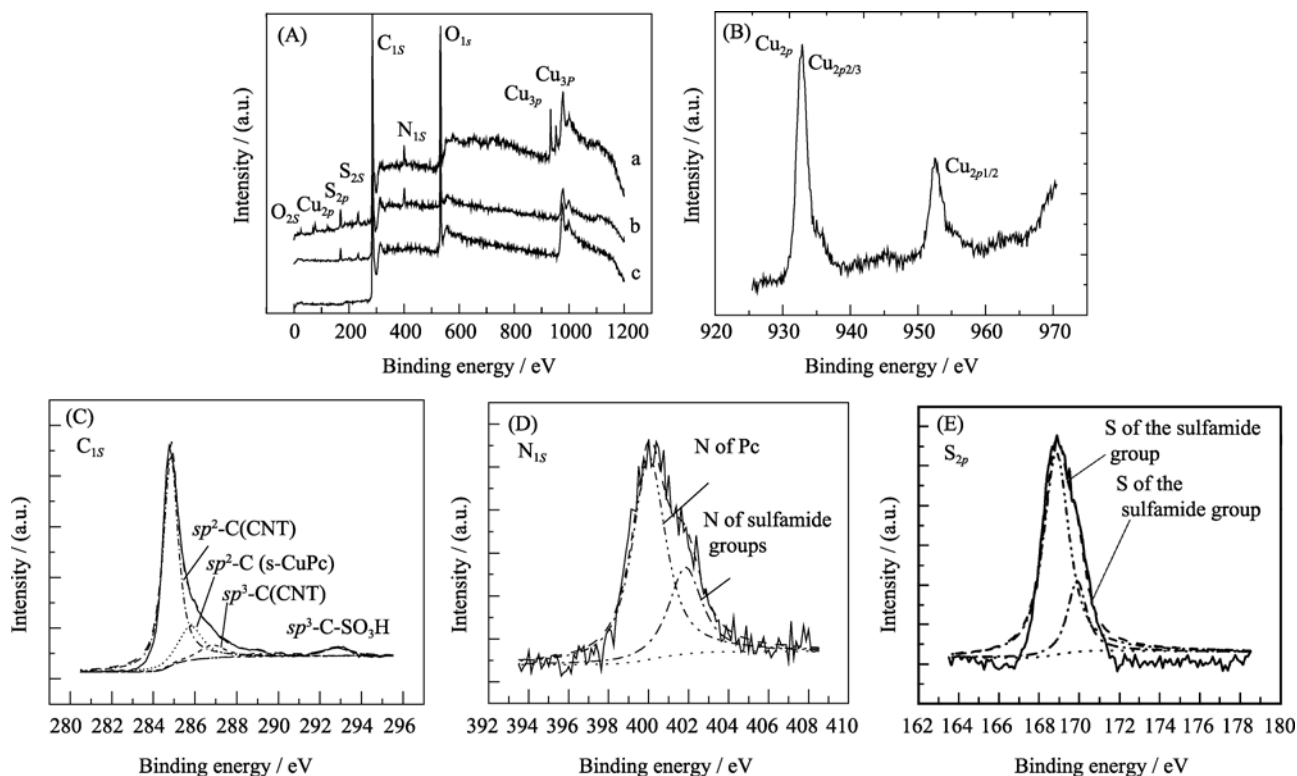 (A)
C1S
O1s
Cu3p
Cu3P
N1S
S2S
S2p
Cu2p
O2S
a
b
c
Intensity / (a.u.)
0 200 400 600 800 1000 1200
Binding energy / eV
(B)
Cu2p
Cu2p2/3
Cu2p1/2
Intensity / (a.u.)
920 930 940 950 960 970
Binding energy / eV
(C)
C1S
sp2-C(CNT)
sp2-C (s-CuPc)
sp3-C(CNT)
sp3-C-SO3H
Intensity / (a.u.)
280 282 284 286 288 290 292 294 296
Binding energy / eV
(D)
N1S
N of Pc
N of sulfamide
groups
Intensity / (a.u.)
392 394 396 398 400 402 404 406 408 410
Binding energy / eV
(E)
S2p
S of the sulfamide
group
S of the
sulfamide group
Intensity / (a.u.)
162 164 166 168 170 172 174 176 178 180
Binding energy / eV